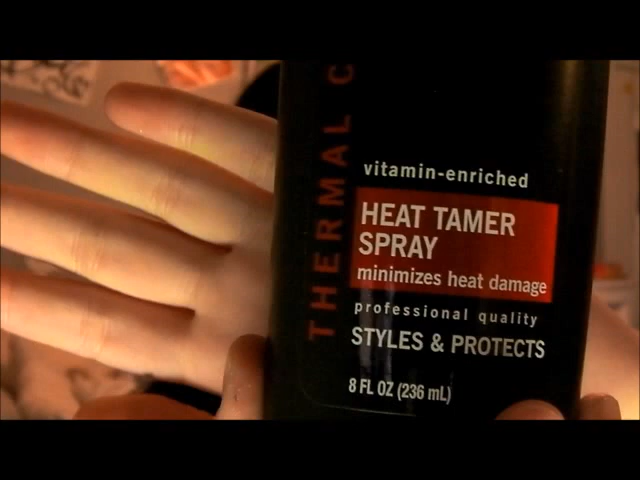 THERMAL C
vitamin-enriched
HEAT TAMER
SPRAY
minimizes heat damage
professional quality
STYLES & PROTECTS
8 FL OZ (236 mL)